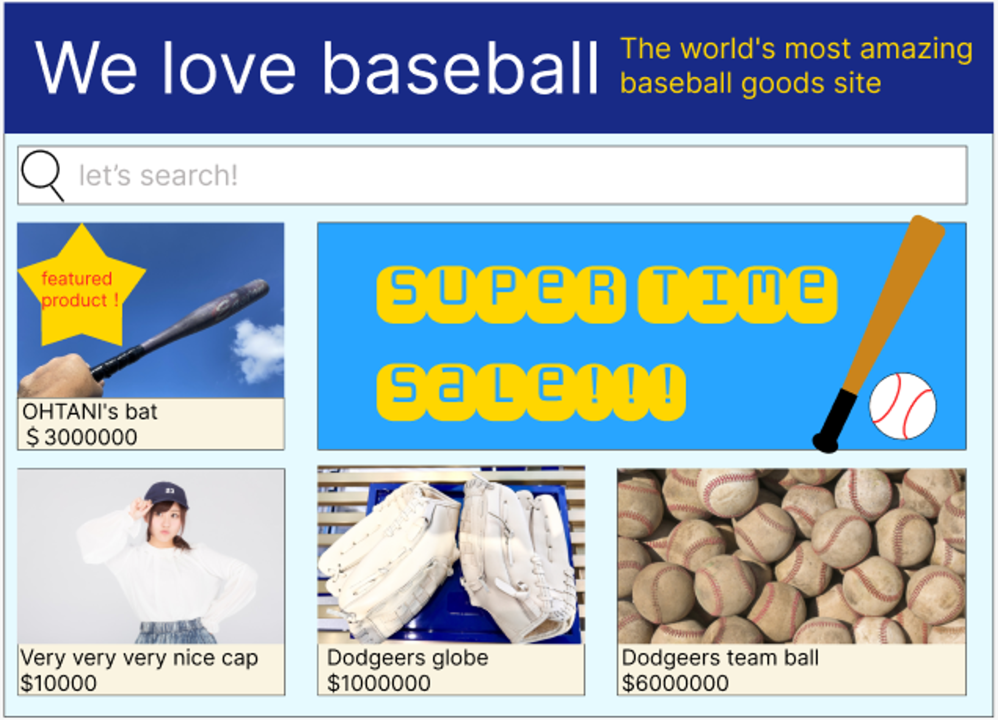 We love baseball
The world's most amazing
baseball goods site
let's search!
featured
product !
OHTANI's bat
$3000000
SUPER TIME
SALE!!!
Very very very nice cap
$10000
Dodgeers globe
$1000000
Dodgeers team ball
$6000000